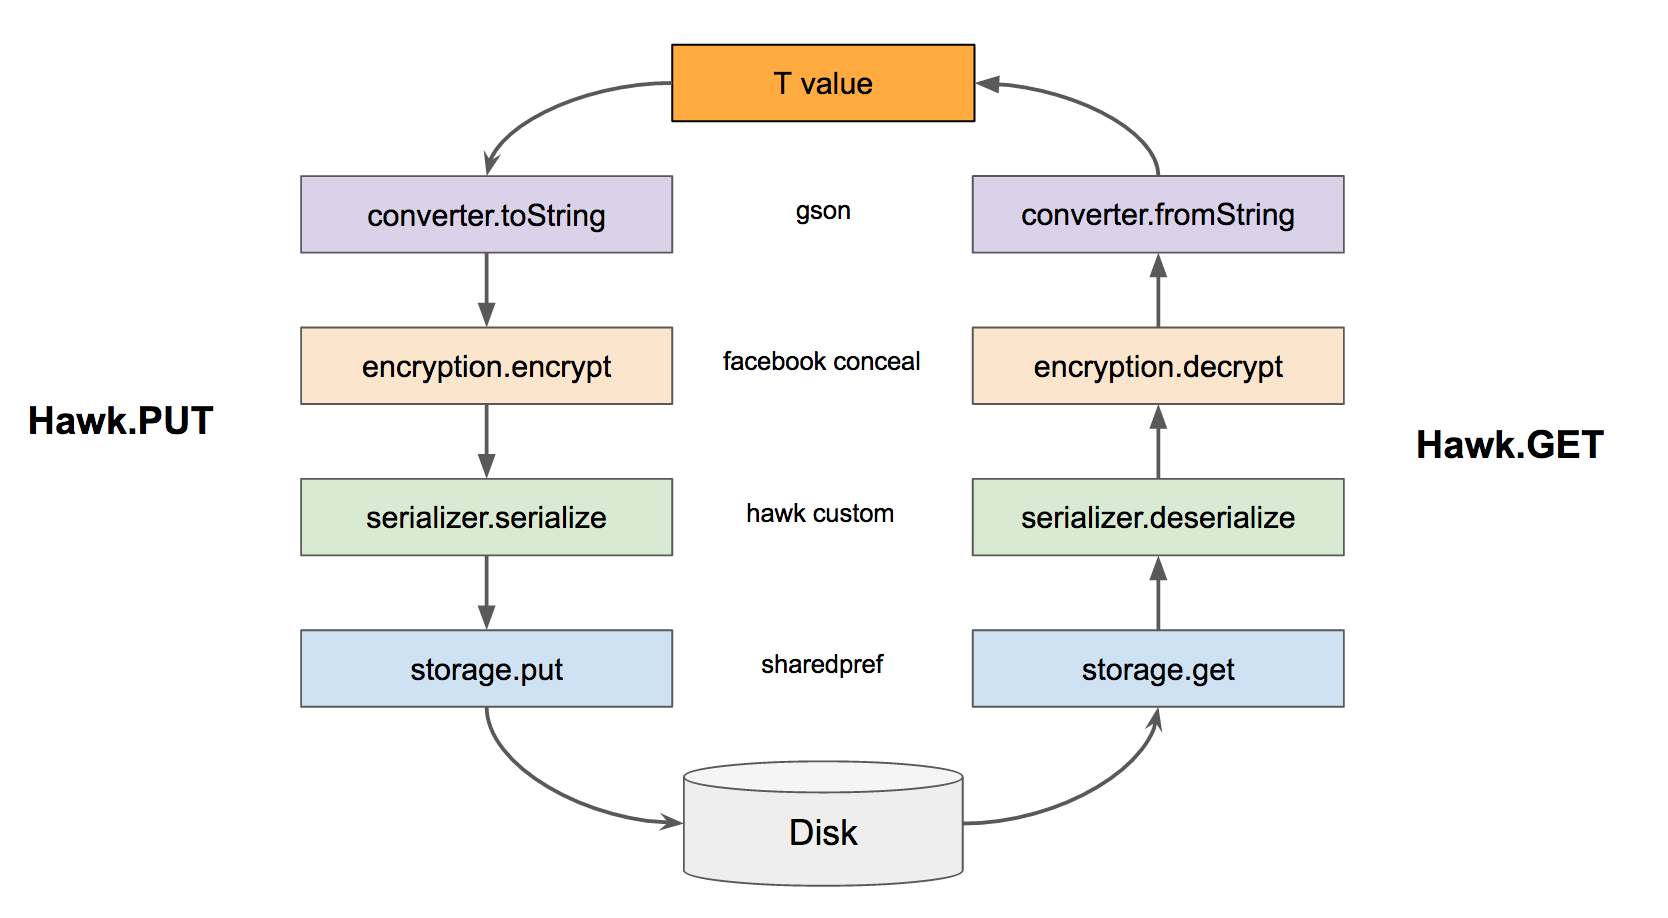 T value
converter.toString
gson
converter.fromString
encryption.encrypt
facebook conceal
encryption.decrypt
Hawk.PUT
Hawk.GET
serializer.serialize
hawk custom
serializer.deserialize
storage.put
sharedpref
storage.get
Disk